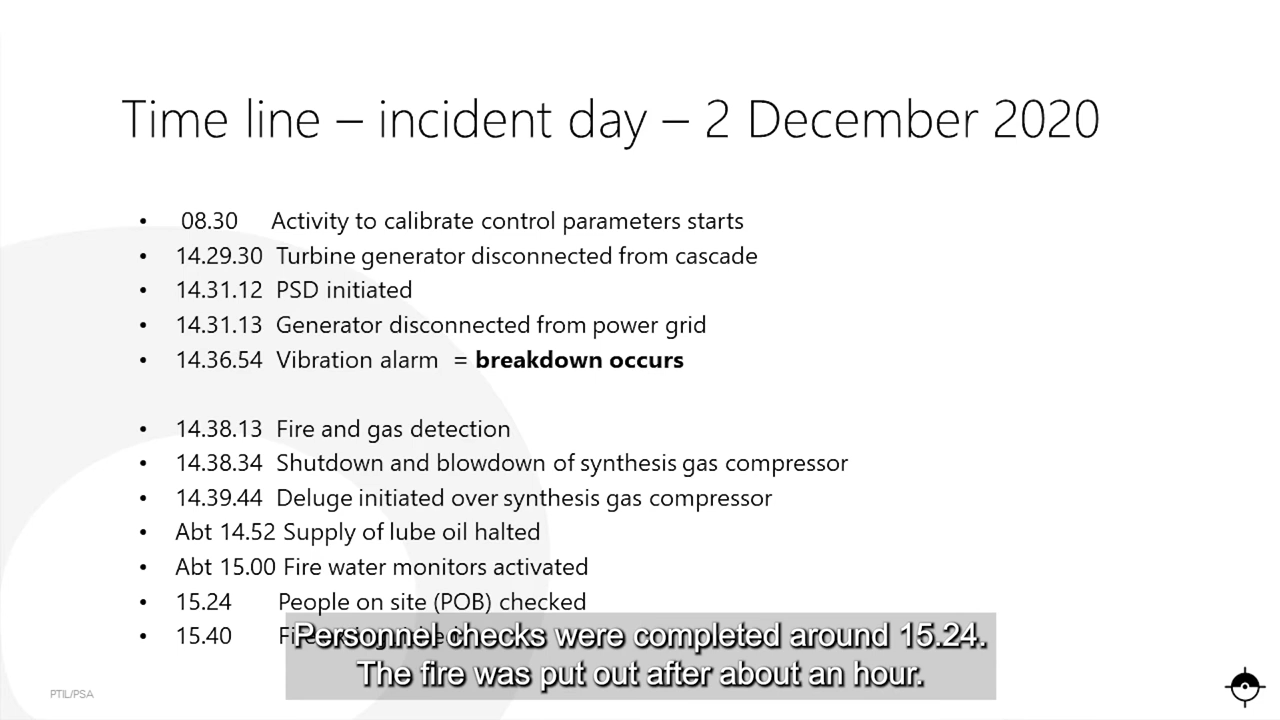 Time line – incident day – 2 December 2020
• 08.30 Activity to calibrate control parameters starts
• 14.29.30 Turbine generator disconnected from cascade
• 14.31.12 PSD initiated
• 14.31.13 Generator disconnected from power grid
• 14.36.54 Vibration alarm = breakdown occurs
• 14.38.13 Fire and gas detection
• 14.38.34 Shutdown and blowdown of synthesis gas compressor
• 14.39.44 Deluge initiated over synthesis gas compressor
• Abt 14.52 Supply of lube oil halted
• Abt 15.00 Fire water monitors activated
• 15.24 People on site (POB) checked
• 15.40
Personnel checks were completed around 15.24.
The fire was put out after about an hour.
PTIL/PSA